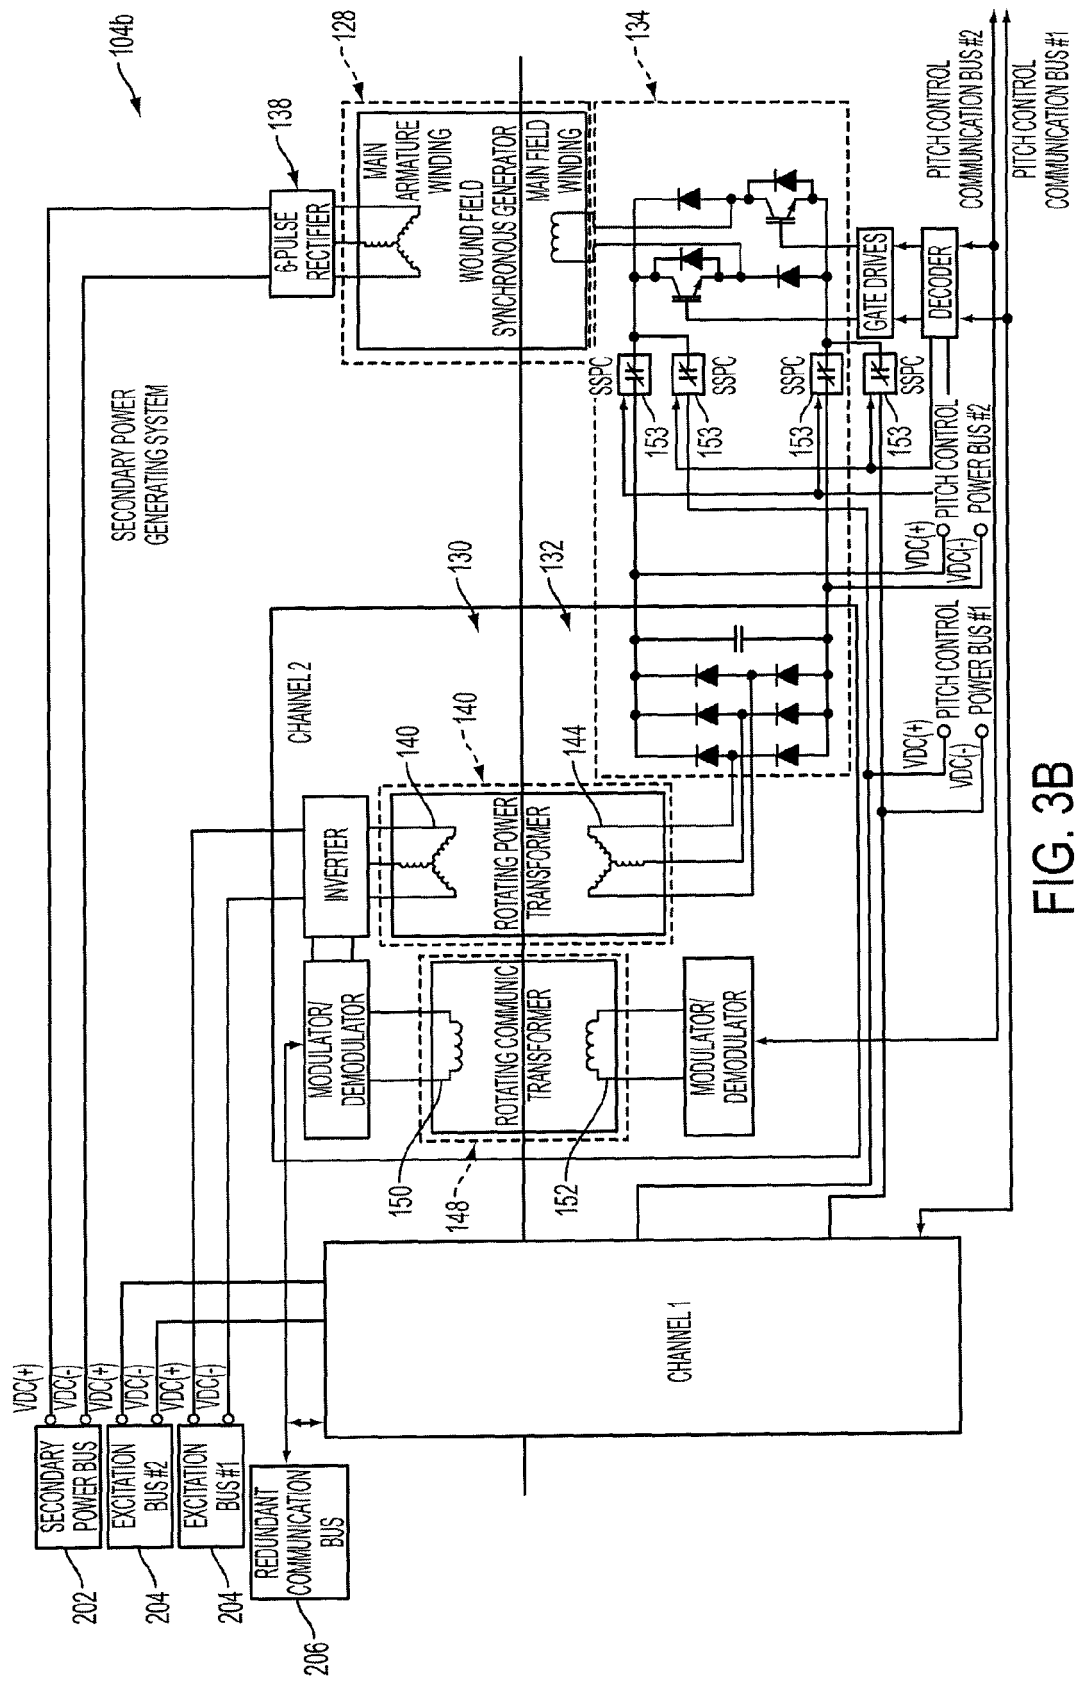 104b
SECONDARY POWER
GENERATING SYSTEM
202
SECONDARY
POWER BUS
VDC(+)
VDC(-)
204
EXCITATION
BUS #2
VDC(+)
VDC(-)
204
EXCITATION
BUS #1
VDC(+)
VDC(-)
206
REDUNDANT
COMMUNICATION
BUS
CHANNEL 1
CHANNEL 2
MODULATOR/
DEMODULATOR
INVERTER
150
148
ROTATING COMMUNIC
TRANSFORMER
152
MODULATOR/
DEMODULATOR
140
140
ROTATING POWER
TRANSFORMER
144
130
132
138
6-PULSE
RECTIFIER
128
MAIN
ARMATURE
WINDING
WOUND FIELD
SYNCHRONOUS GENERATOR
MAIN FIELD
WINDING
134
SSPC
153
SSPC
153
SSPC
153
SSPC
153
GATE DRIVES
DECODER
VDC(+)
VDC(-)
PITCH CONTROL
POWER BUS #1
VDC(+)
VDC(-)
PITCH CONTROL
POWER BUS #2
PITCH CONTROL
COMMUNICATION BUS #2
PITCH CONTROL
COMMUNICATION BUS #1
FIG. 3B